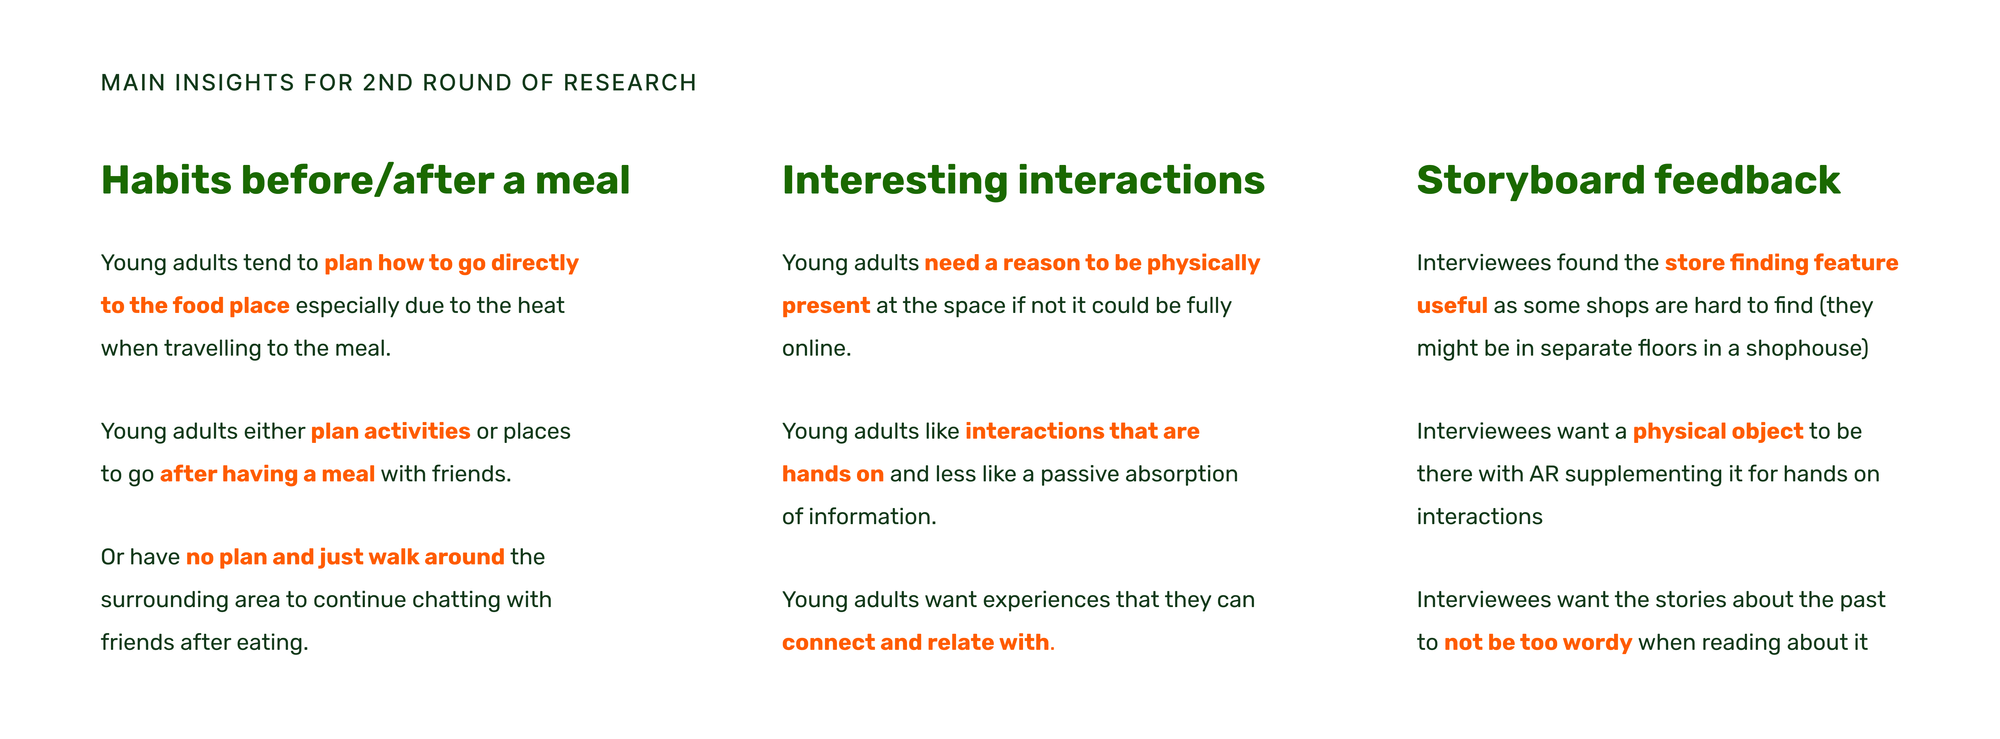 MAIN INSIGHTS FOR 2ND ROUND OF RESEARCH
Habits before/after a meal
Young adults tend to plan how to go directly
to the food place especially due to the heat
when travelling to the meal.
Young adults either plan activities or places
to go after having a meal with friends.
Or have no plan and just walk around the
surrounding area to continue chatting with
friends after eating.
Interesting interactions
Young adults need a reason to be physically
present at the space if not it could be fully
online.
Young adults like interactions that are
hands on and less like a passive absorption
of information.
Young adults want experiences that they can
connect and relate with.
Storyboard feedback
Interviewees found the store finding feature
useful as some shops are hard to find (they
might be in separate floors in a shophouse)
Interviewees want a physical object to be
there with AR supplementing it for hands on
interactions
Interviewees want the stories about the past
to not be too wordy when reading about it